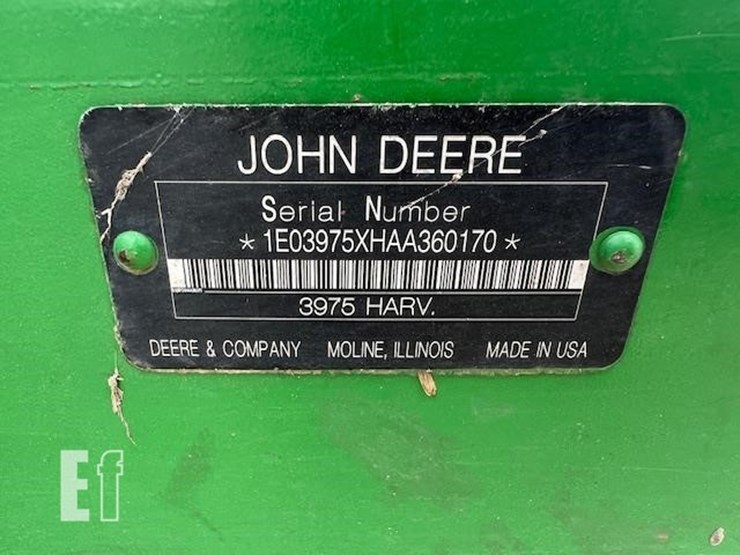 JOHN DEERE
Serial Number
* 1E03975XHAA360170 *
3975 HARV.
DEERE & COMPANY MOLINE, ILLINOIS MADE IN USA
Ef